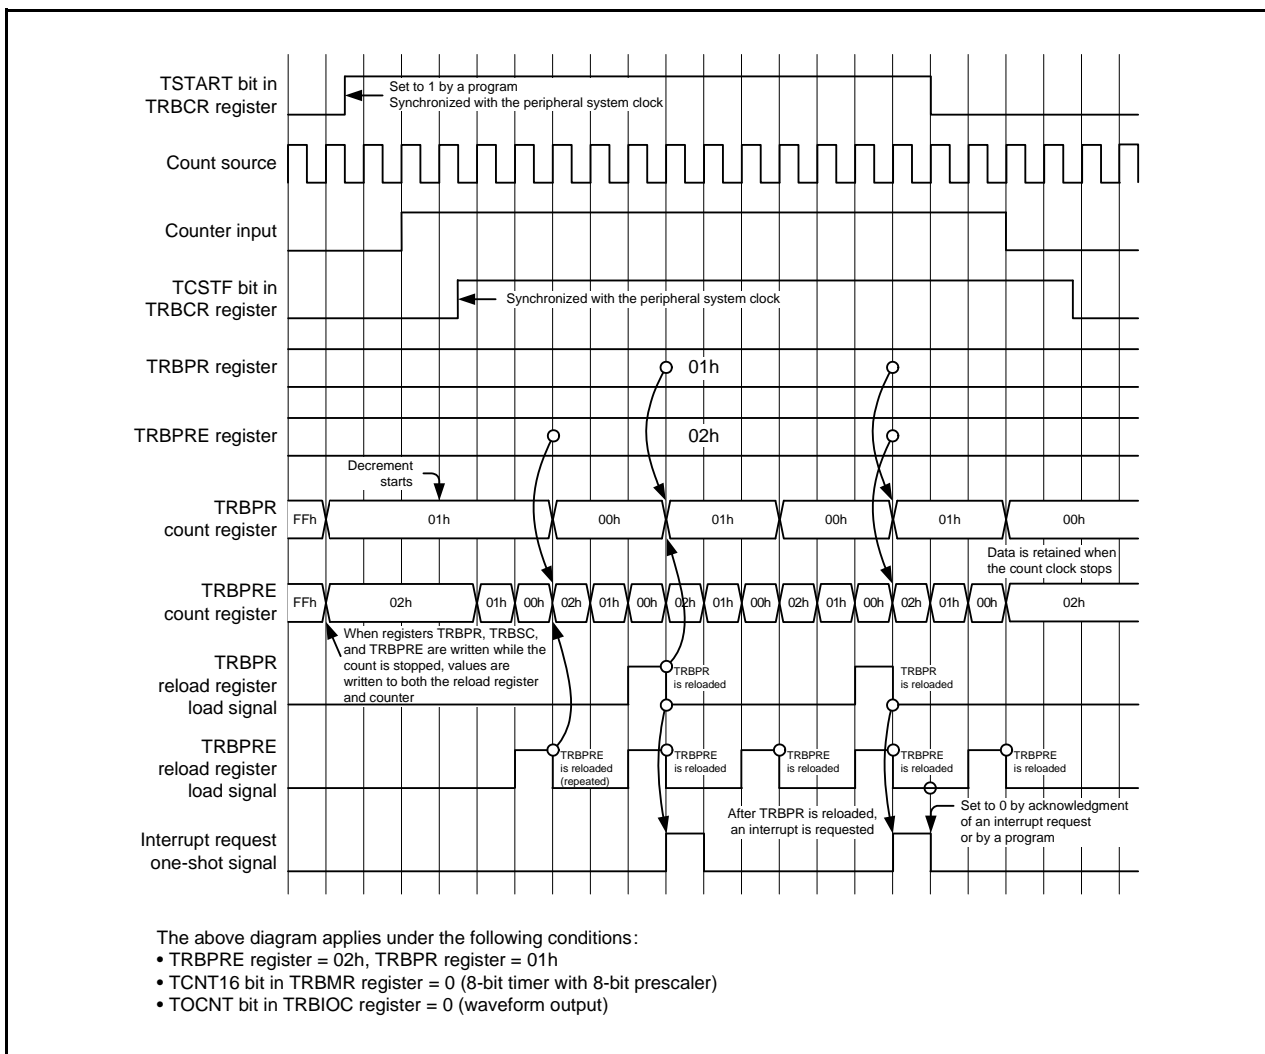 TSTART bit in
TRBCR register
Set to 1 by a program
Synchronized with the peripheral system clock
Count source
Counter input
TCSTF bit in
TRBCR register
Synchronized with the peripheral system clock
TRBPR register
01h
TRBPRE register
02h
Decrement
starts
TRBPR
count register
FFh 01h 00h 01h 00h 01h 00h
Data is retained when
the count clock stops
TRBPRE
count register
FFh 02h 01h 00h 02h 01h 00h 02h 01h 00h 02h 01h 00h 02h 01h 00h 02h
When registers TRBPR, TRBSC,
and TRBPRE are written while the
count is stopped, values are
written to both the reload register
and counter
TRBPR
reload register
load signal
TRBPR
is reloaded
TRBPR
is reloaded
TRBPRE
reload register
load signal
TRBPRE
is reloaded
(repeated)
TRBPRE
is reloaded
TRBPRE
is reloaded
TRBPRE
is reloaded
TRBPRE
is reloaded
After TRBPR is reloaded,
an interrupt is requested
Set to 0 by acknowledgment
of an interrupt request
or by a program
Interrupt request
one-shot signal
The above diagram applies under the following conditions:
• TRBPRE register = 02h, TRBPR register = 01h
• TCNT16 bit in TRBMR register = 0 (8-bit timer with 8-bit prescaler)
• TOCNT bit in TRBIOC register = 0 (waveform output)